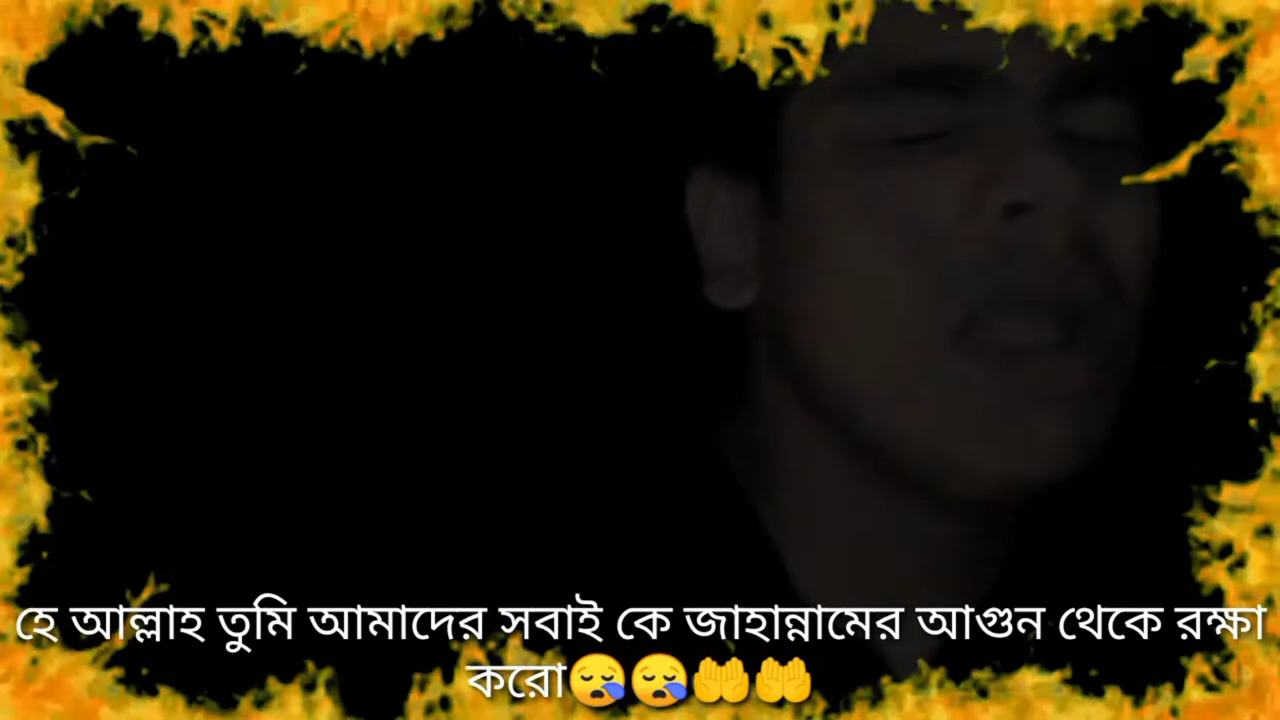 হে আল্লাহ তুমি আমাদের সবাই কে জাহান্নামের আগুন থেকে রক্ষা
করো😪😪🤲🤲